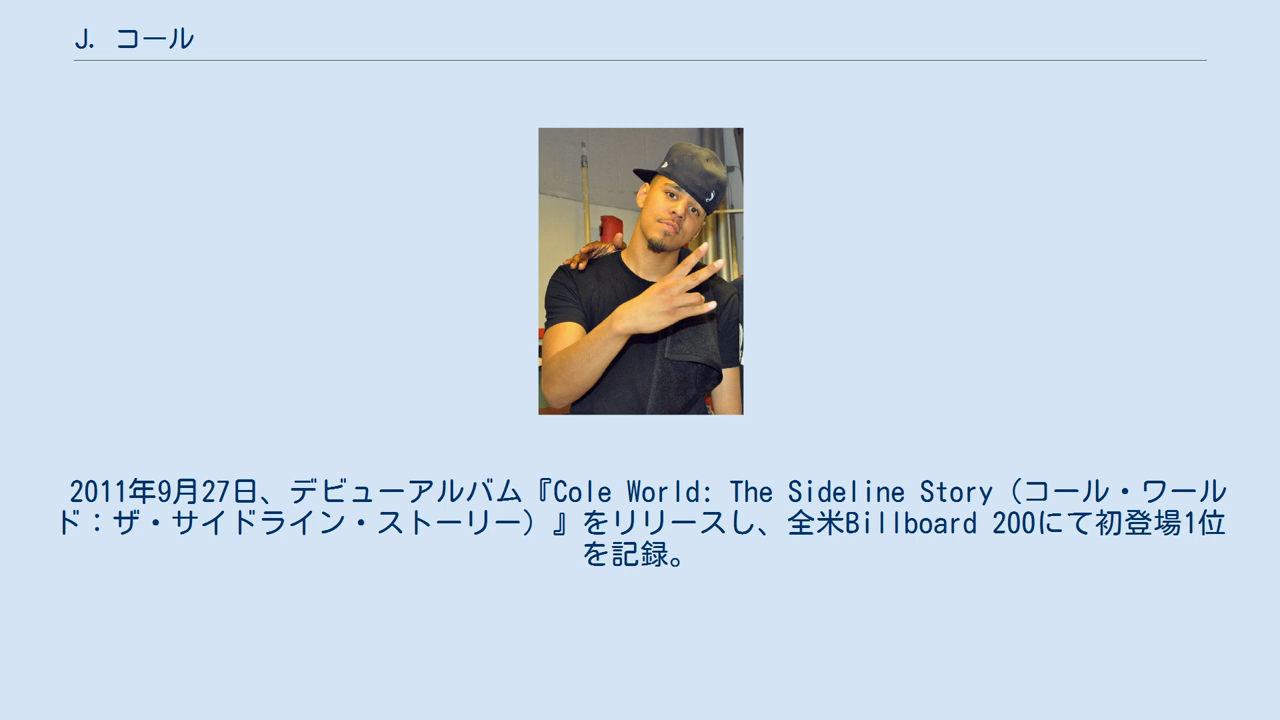 J. コール
2011年9月27日、デビューアルバム『Cole World: The Sideline Story（コール・ワール
ド：ザ・サイドライン・ストーリー）』をリリースし、全米Billboard 200にて初登場1位
を記録。